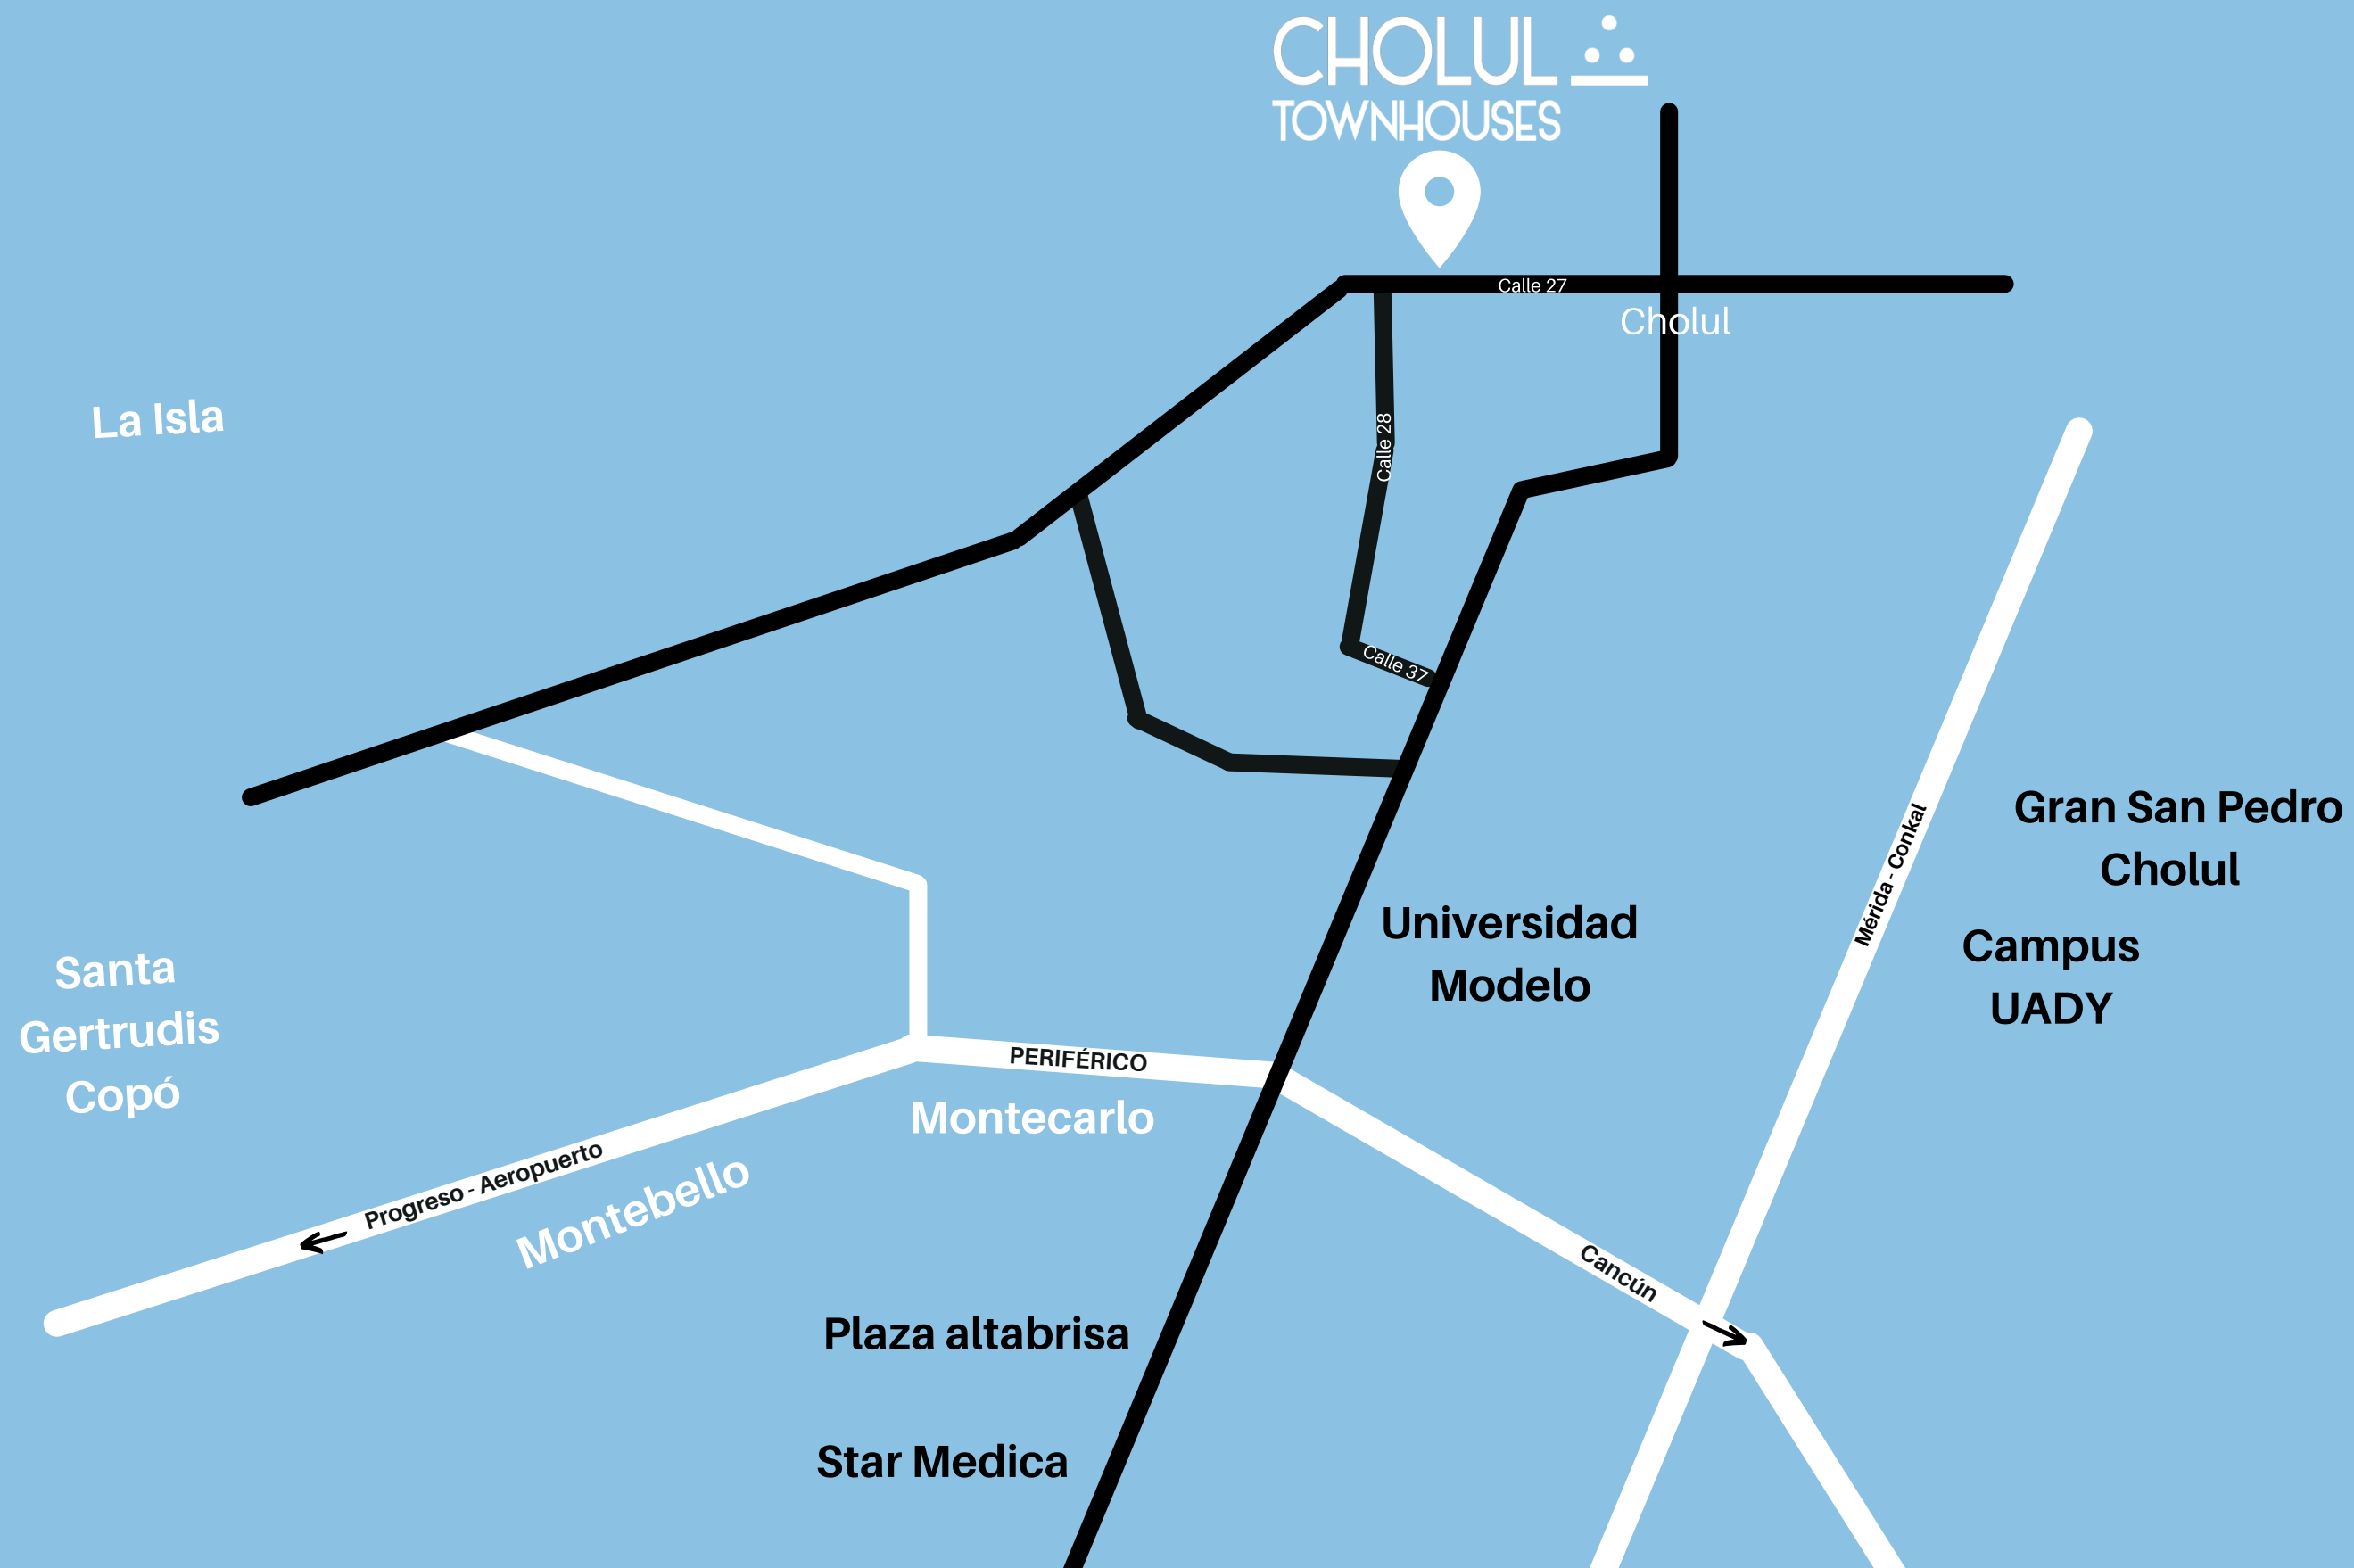 CHOLUL
TOWNHOUSES
Calle 27
Cholul
La Isla
Calle 28
Calle 37
Gran San Pedro
Cholul
Mérida - Conkal
Universidad
Modelo
Campus
UADY
Santa
Gertrudis
Copó
PERIFÉRICO
Montecarlo
Progreso - Aeropuerto
Montebello
Cancún
Plaza altabrisa
Star Medica